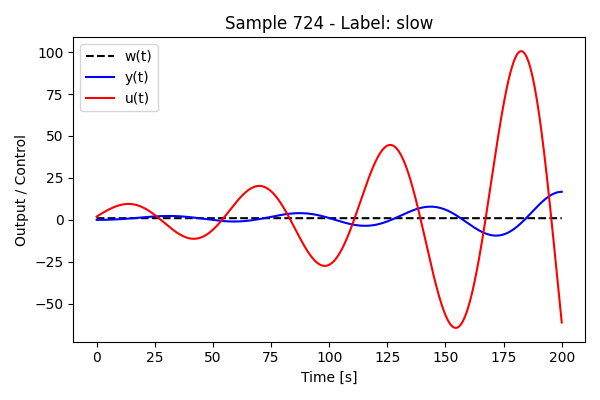 Sample 724 - Label: slow
w(t)
y(t)
u(t)
Output / Control
100
75
50
25
0
−25
−50
0
25
50
75
100
125
150
175
200
Time [s]